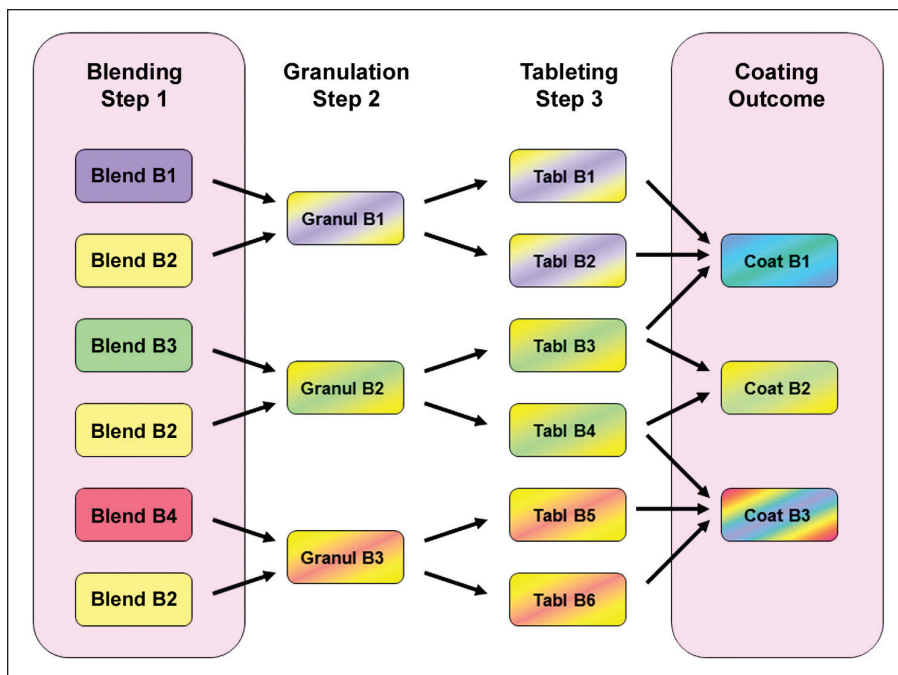 Blending
Step 1
Granulation
Step 2
Tableting
Step 3
Coating
Outcome
Blend B1
Blend B2
Blend B3
Blend B2
Blend B4
Blend B2
Granul B1
Granul B2
Granul B3
Tabl B1
Tabl B2
Tabl B3
Tabl B4
Tabl B5
Tabl B6
Coat B1
Coat B2
Coat B3